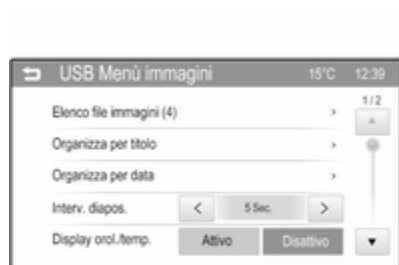 USB Menù immagini 15°C 12:39
1/2
Elenco file immagini (4)
Organizza per titolo
Organizza per data
Interv. diapos. 5 Sec.
Display orol./temp. Attivo Disattivo